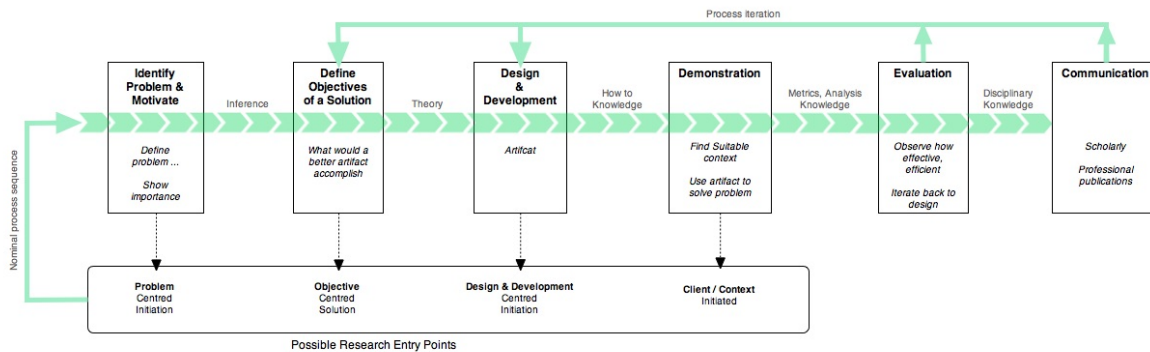 Process Iteration
Identify
Problem &
Motivate
Define
Objectives
of a Solution
Design
&
Development
Demonstration
Evaluation
Communication
Inference
Theory
How to
Knowledge
Metrics, Analysis
Knowledge
Disciplinary
Knowledge
Define
problem ...
Show
importance
What would a
better artifact
accomplish
Artifcat
Find Suitable
context
Use artifact to
solve problem
Observe how
effective,
efficient
Iterate back to
design
Scholarly
Professional
publications
Nominal process sequence
Problem
Centred
Initiation
Objective
Centred
Solution
Design & Development
Centred
Initiation
Client / Context
Initiated
Possible Research Entry Points